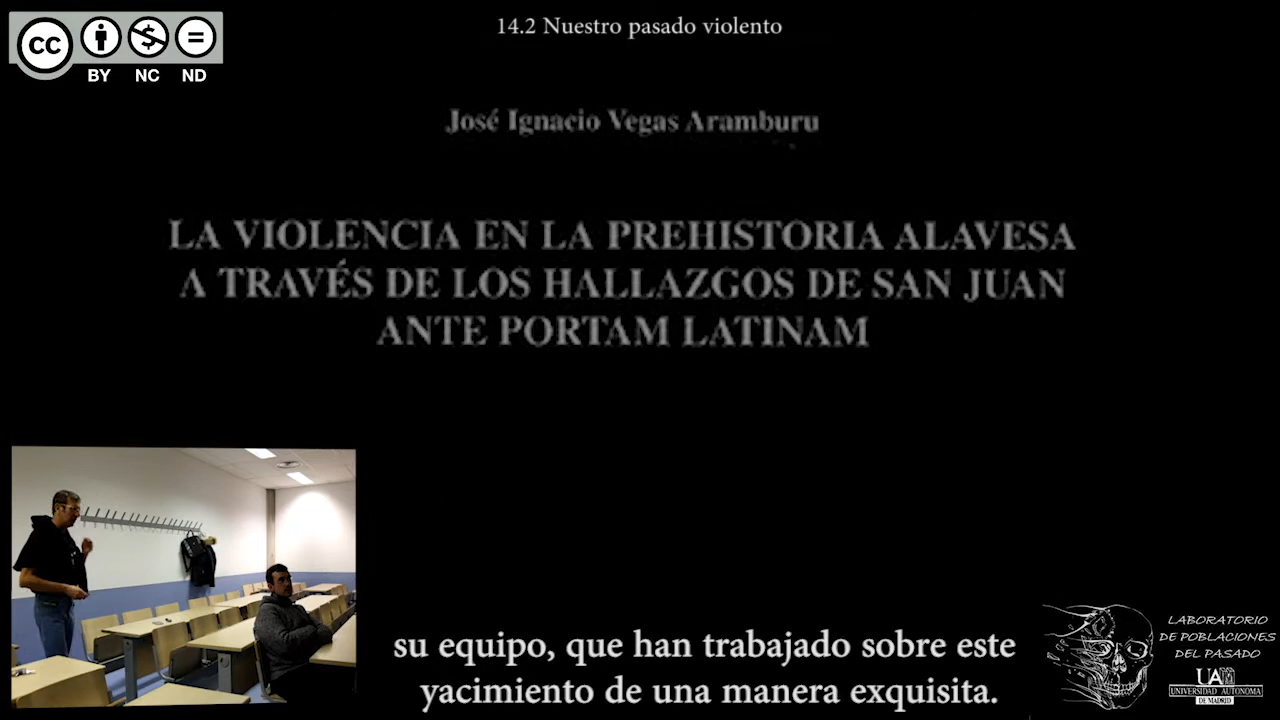 14.2 Nuestro pasado violento
CC
BY NC ND
José Ignacio Vegas Aramburu
LA VIOLENCIA EN LA PREHISTORIA ALAVESA
A TRAVÉS DE LOS HALLAZGOS DE SAN JUAN
ANTE PORTAM LATINAM
su equipo, que han trabajado sobre este
yacimiento de una manera exquisita.
LABORATORIO
DE POBLACIONES
DEL PASADO
UAM
UNIVERSIDAD AUTONOMA
DE MADRID